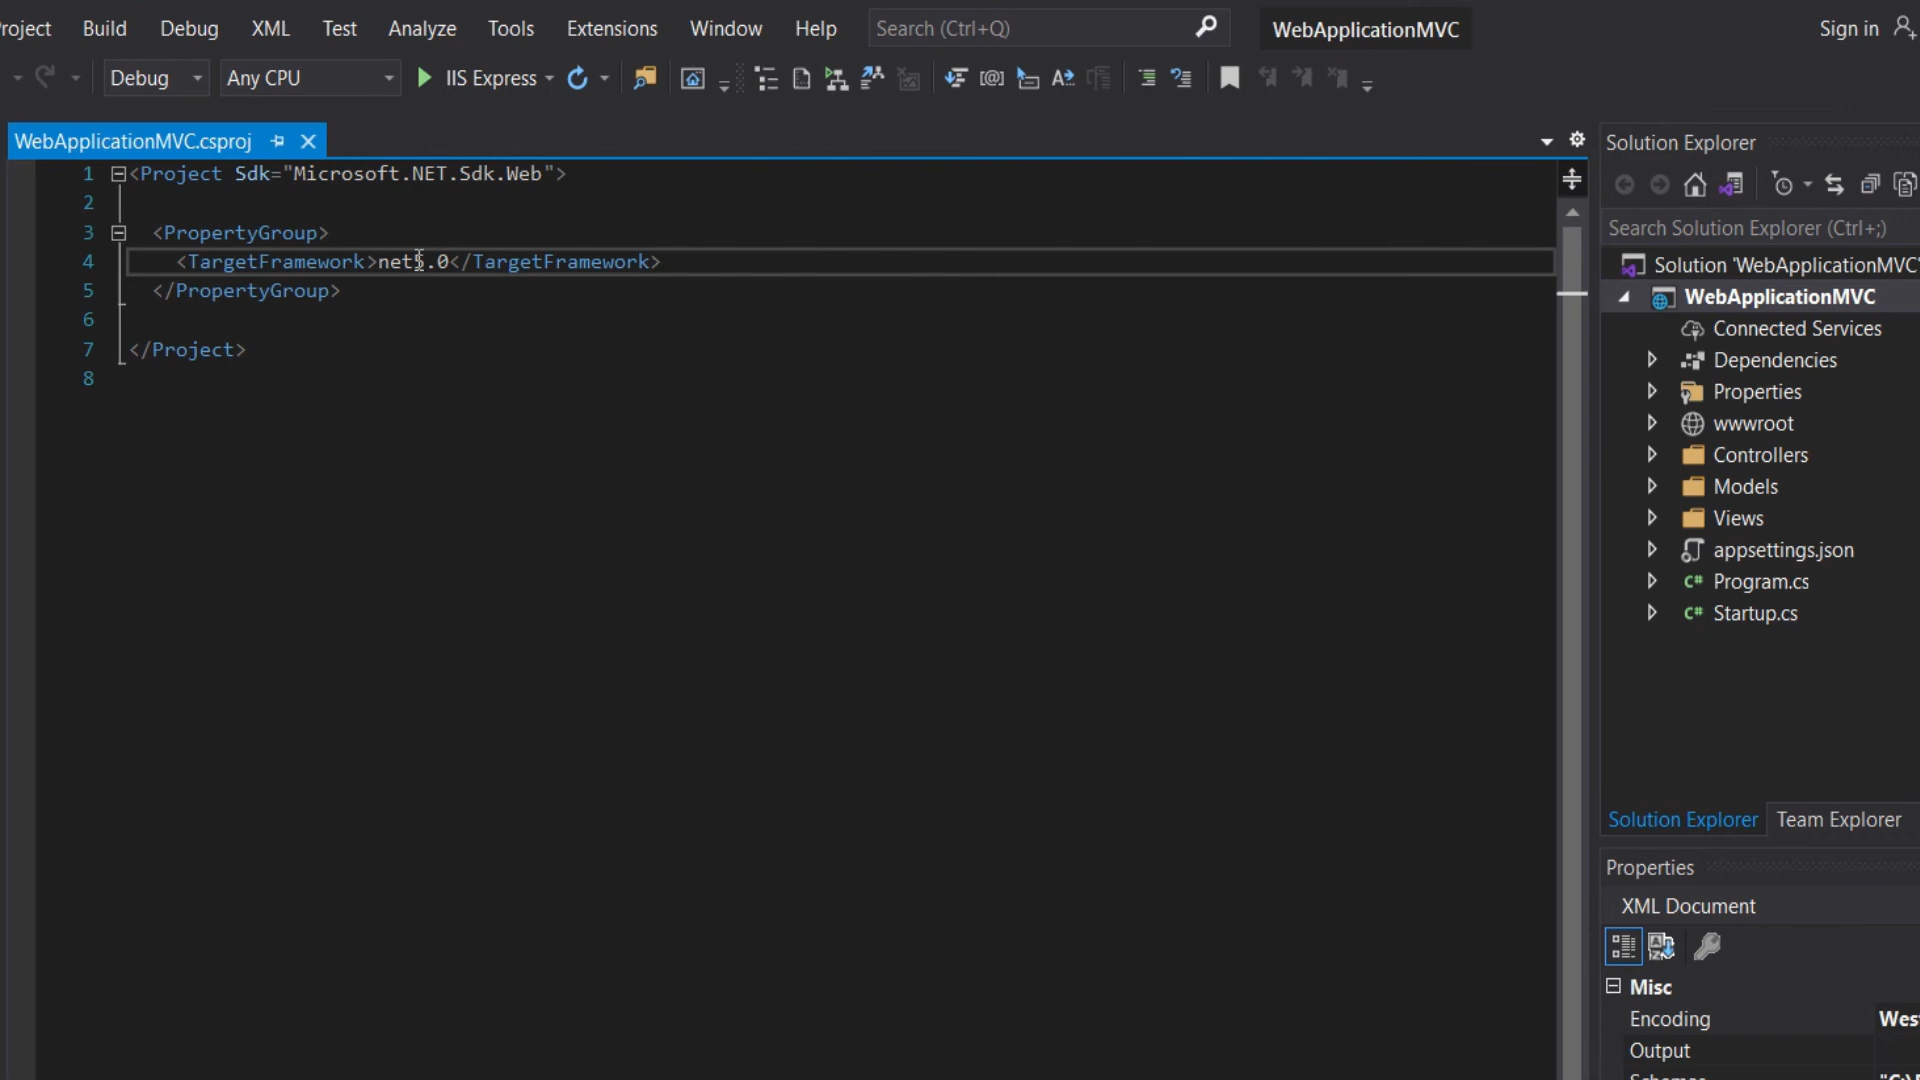 roject Build Debug XML Test Analyze Tools Extensions Window Help Search (Ctrl+Q) WebApplicationMVC Sign in
Debug Any CPU IIS Express
WebApplicationMVC.csproj
1 <Project Sdk="Microsoft.NET.Sdk.Web">
2
3 <PropertyGroup>
4 <TargetFramework>net5.0</TargetFramework>
5 </PropertyGroup>
6
7 </Project>
8
Solution Explorer
Search Solution Explorer (Ctrl+;)
Solution 'WebApplicationMVC'
WebApplicationMVC
Connected Services
Dependencies
Properties
wwwroot
Controllers
Models
Views
appsettings.json
C# Program.cs
C# Startup.cs
Solution Explorer Team Explorer
Properties
XML Document
Misc
Encoding Wes
Output